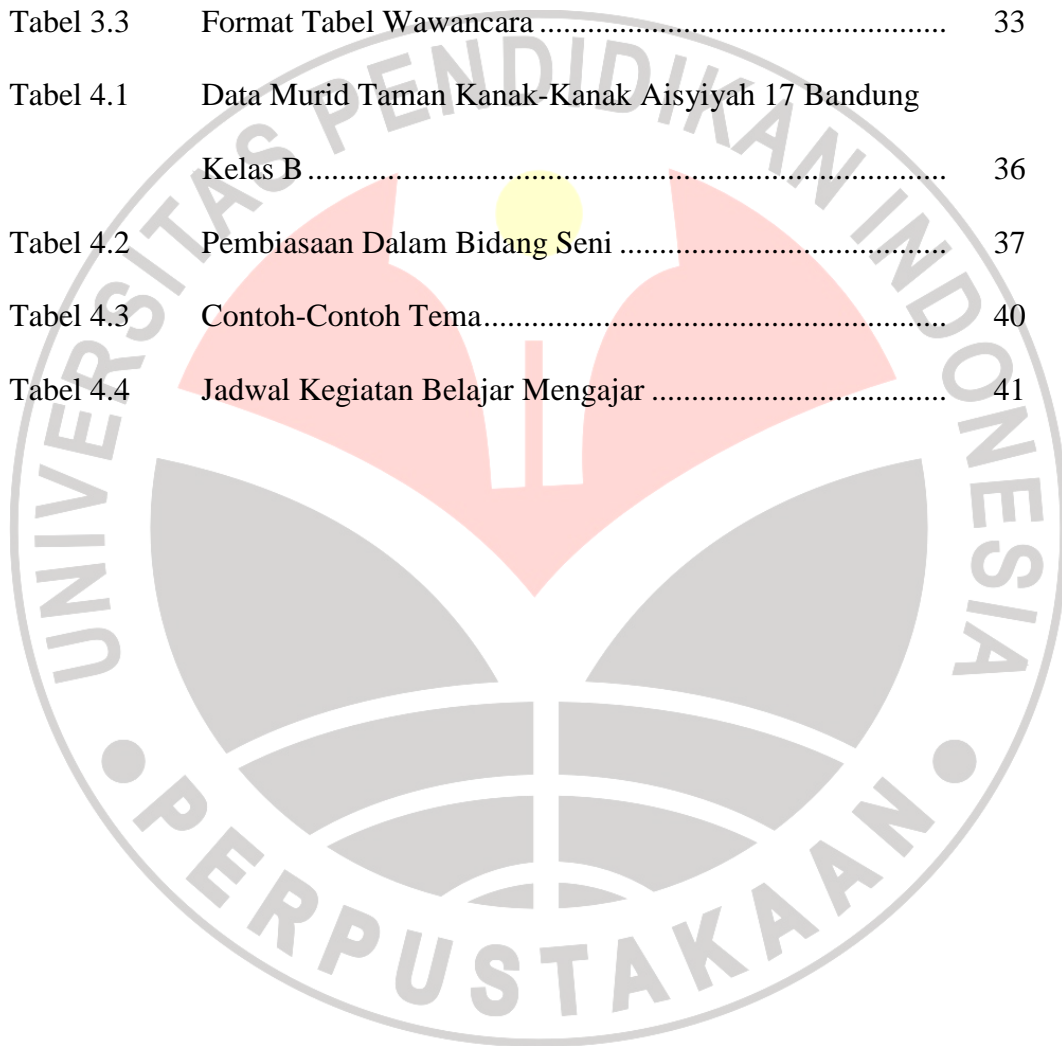 Tabel 3.3 Format Tabel Wawancara ................................................ 33
Tabel 4.1 Data Murid Taman Kanak-Kanak Aisyiyah 17 Bandung
Kelas B ........................................................................... 36
Tabel 4.2 Pembiasaan Dalam Bidang Seni ...................................... 37
Tabel 4.3 Contoh-Contoh Tema ...................................................... 40
Tabel 4.4 Jadwal Kegiatan Belajar Mengajar .................................. 41
UNIVERSITAS PENDIDIKAN INDONESIA
PERPUSTAKAAN